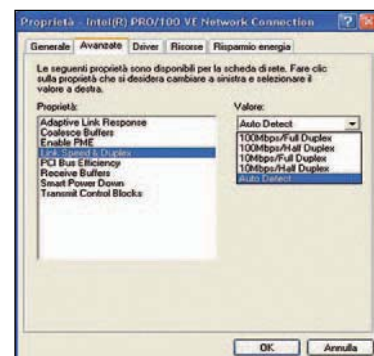 Proprietà - Intel(R) PRO/100 VE Network Connection
Generale Avanzate Driver Risorse Risparmio energia
Le seguenti proprietà sono disponibili per la scheda di rete. Fare clic
sulla proprietà che si desidera cambiare a sinistra e selezionare il
valore a destra.
Proprietà:
Adaptive Link Response
Coalesce Buffers
Enable PME
Link Speed & Duplex
PCI Bus Efficiency
Receive Buffers
Smart Power Down
Transmit Control Blocks
Valore:
Auto Detect
100Mbps/Full Duplex
100Mbps/Half Duplex
10Mbps/Full Duplex
10Mbps/Half Duplex
Auto Detect
OK Annulla